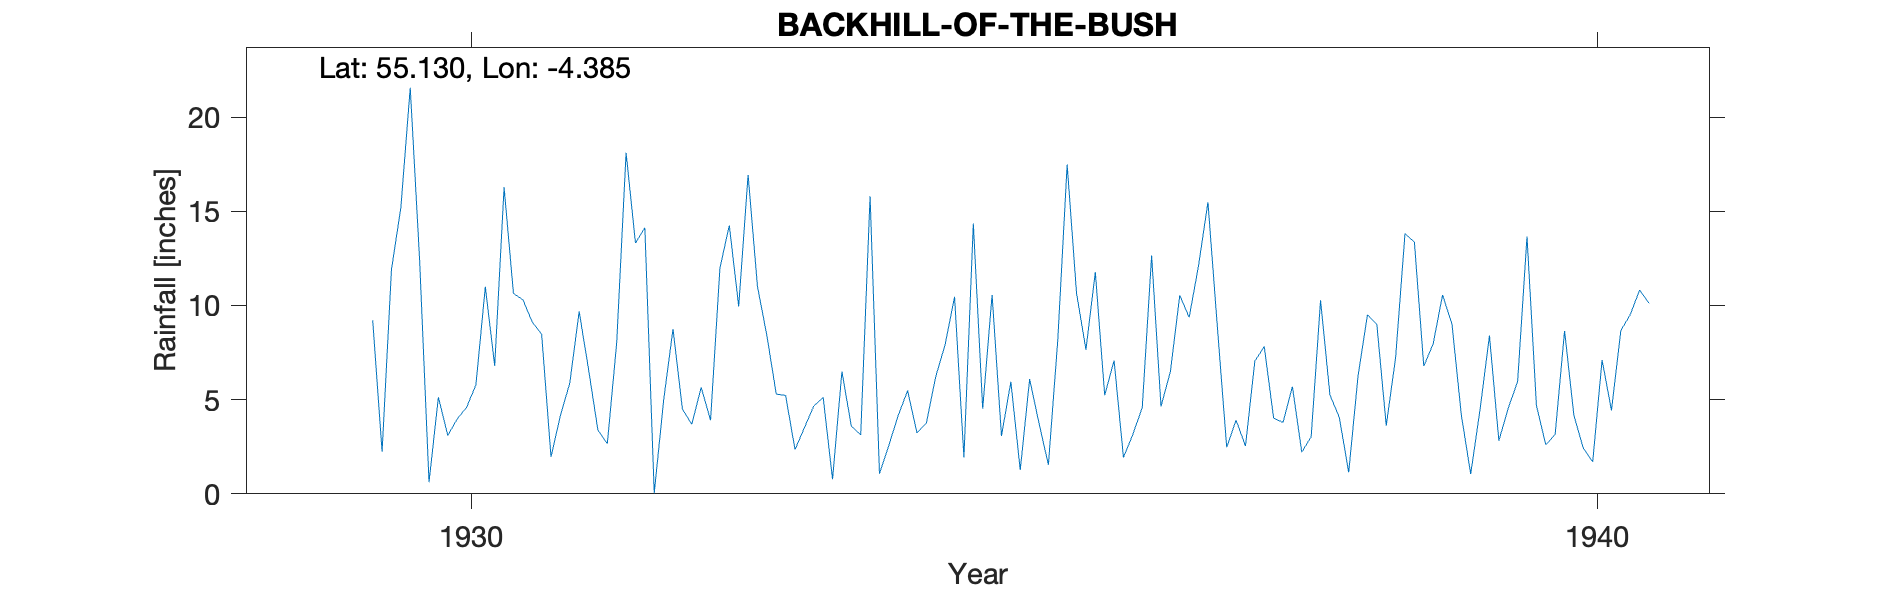 BACKHILL-OF-THE-BUSH
Lat: 55.130, Lon: -4.385
20
15
10
5
0
Rainfall [inches]
1930
1940
Year